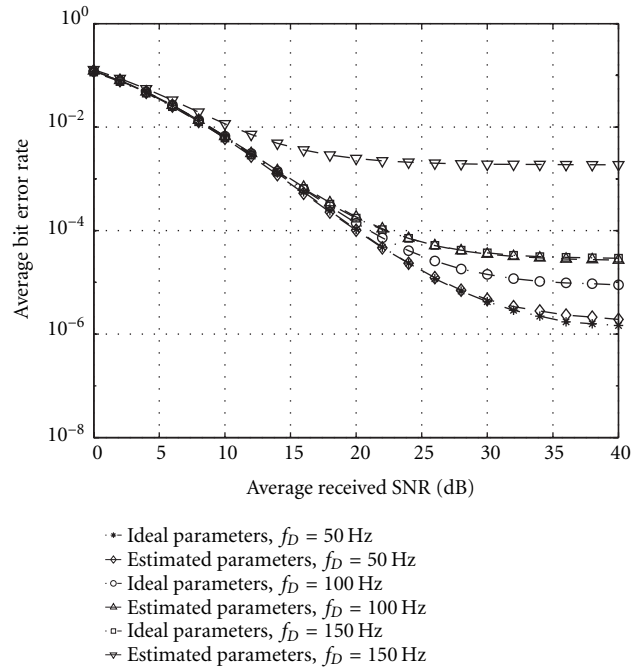 10^0
10^−2
10^−4
10^−6
10^−8
Average bit error rate
0 5 10 15 20 25 30 35 40
Average received SNR (dB)
Ideal parameters, f_D = 50 Hz
Estimated parameters, f_D = 50 Hz
Ideal parameters, f_D = 100 Hz
Estimated parameters, f_D = 100 Hz
Ideal parameters, f_D = 150 Hz
Estimated parameters, f_D = 150 Hz